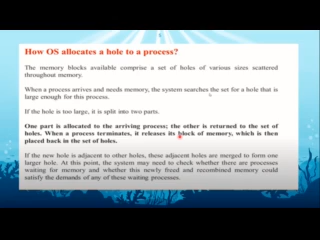 How OS allocates a hole to a process?
The memory blocks available comprise a set of holes of various sizes scattered
throughout memory.
When a process arrives and needs memory, the system searches the set for a hole that is
large enough for this process.
If the hole is too large, it is split into two parts.
One part is allocated to the arriving process; the other is returned to the set of
holes. When a process terminates, it releases its block of memory, which is then
placed back in the set of holes.
If the new hole is adjacent to other holes, these adjacent holes are merged to form one
larger hole. At this point, the system may need to check whether there are processes
waiting for memory and whether this newly freed and recombined memory could
satisfy the demands of any of these waiting processes.